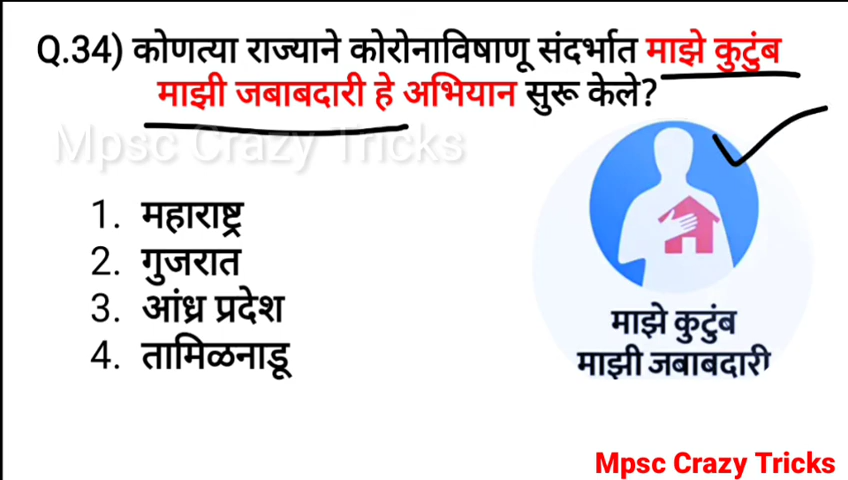 Q.34) कोणत्या राज्याने कोरोनाविषाणू संदर्भात माझे कुटुंब
माझी जबाबदारी हे अभियान सुरू केले?
Mpsc Crazy Tricks
1. महाराष्ट्र
2. गुजरात
3. आंध्र प्रदेश
4. तामिळनाडू
माझे कुटुंब
माझी जबाबदारी
Mpsc Crazy Tricks